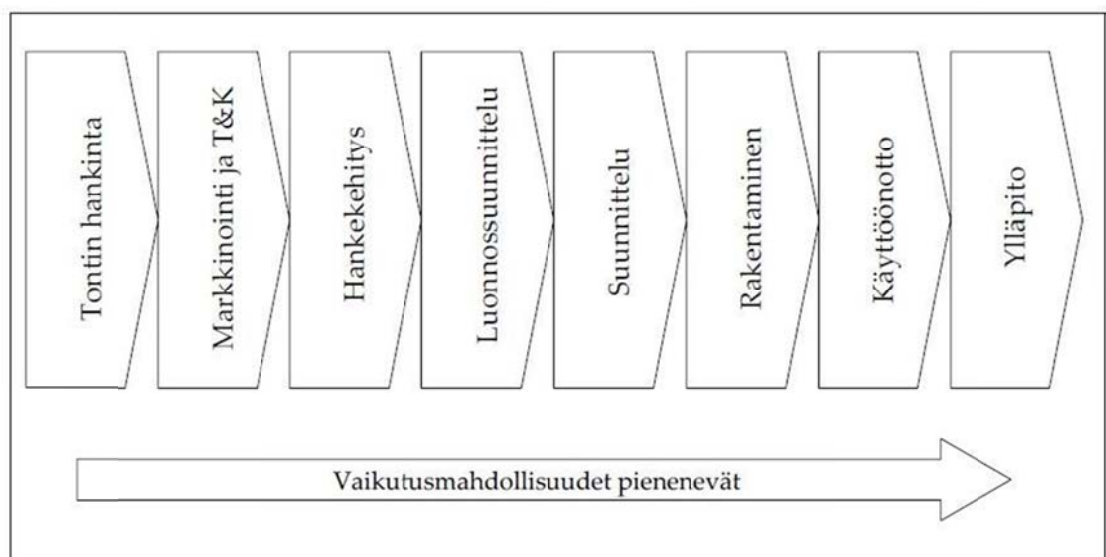 Tontin hankinta
Markkinointi ja T&K
Hankekehitys
Luonnossuunnittelu
Suunnittelu
Rakentaminen
Käyttöönotto
Ylläpito
Vaikutusmahdollisuudet pienenevät